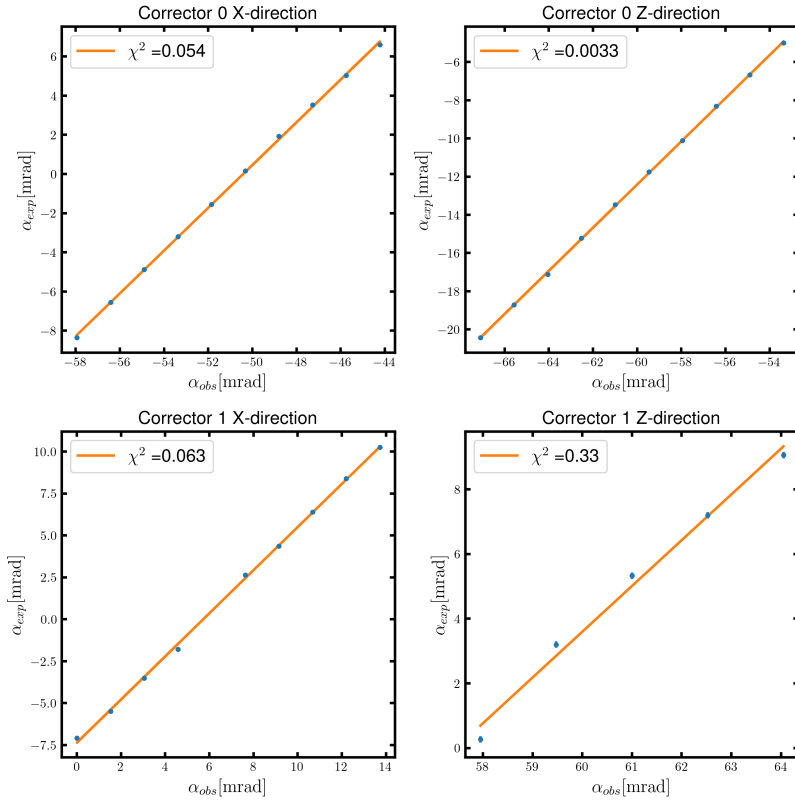 Corrector 0 X-direction
χ² =0.054
α_exp[mrad]
6
4
2
0
−2
−4
−6
−8
−58 −56 −54 −52 −50 −48 −46 −44
α_obs[mrad]
Corrector 0 Z-direction
χ² =0.0033
α_exp[mrad]
−6
−8
−10
−12
−14
−16
−18
−20
−66 −64 −62 −60 −58 −56 −54
α_obs[mrad]
Corrector 1 X-direction
χ² =0.063
α_exp[mrad]
10.0
7.5
5.0
2.5
0.0
−2.5
−5.0
−7.5
0 2 4 6 8 10 12 14
α_obs[mrad]
Corrector 1 Z-direction
χ² =0.33
α_exp[mrad]
8
6
4
2
0
58 59 60 61 62 63 64
α_obs[mrad]